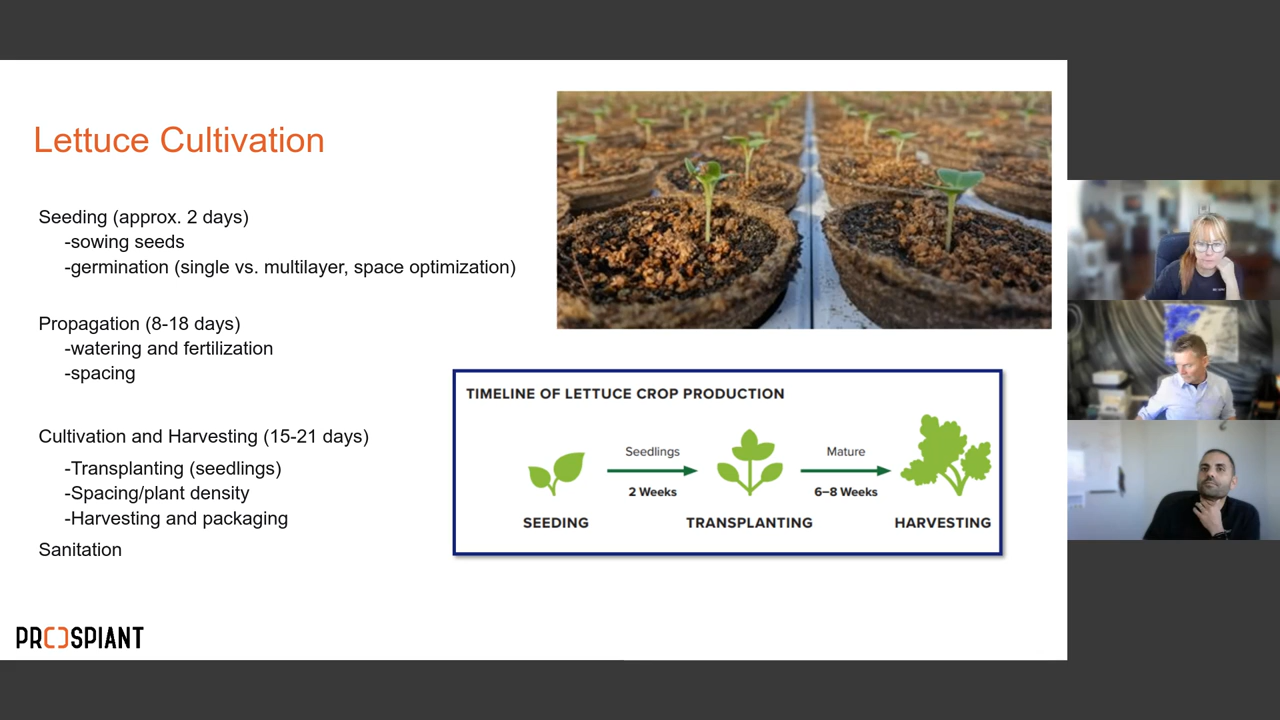 Lettuce Cultivation
Seeding (approx. 2 days)
-sowing seeds
-germination (single vs. multilayer, space optimization)
Propagation (8-18 days)
-watering and fertilization
-spacing
Cultivation and Harvesting (15-21 days)
-Transplanting (seedlings)
-Spacing/plant density
-Harvesting and packaging
Sanitation
TIMELINE OF LETTUCE CROP PRODUCTION
Seedlings
2 Weeks
Mature
6–8 Weeks
SEEDING
TRANSPLANTING
HARVESTING
PROSPIANT